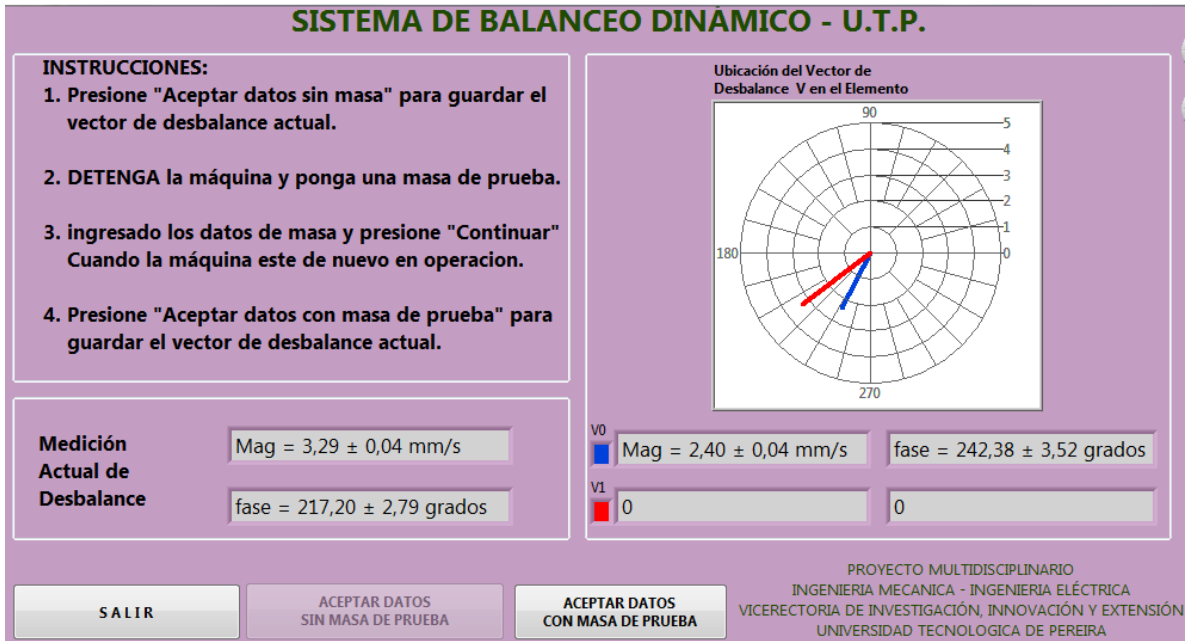 SISTEMA DE BALANCEO DINÁMICO - U.T.P.
INSTRUCCIONES:
1. Presione "Aceptar datos sin masa" para guardar el
vector de desbalance actual.
2. DETENGA la máquina y ponga una masa de prueba.
3. ingresado los datos de masa y presione "Continuar"
Cuando la máquina este de nuevo en operacion.
4. Presione "Aceptar datos con masa de prueba" para
guardar el vector de desbalance actual.
Medición
Actual de
Desbalance
Mag = 3,29 ± 0,04 mm/s
fase = 217,20 ± 2,79 grados
Ubicación del Vector de
Desbalance V en el Elemento
90
5
4
3
2
1
180
0
270
V0
Mag = 2,40 ± 0,04 mm/s
fase = 242,38 ± 3,52 grados
V1
0
0
SALIR
ACEPTAR DATOS
SIN MASA DE PRUEBA
ACEPTAR DATOS
CON MASA DE PRUEBA
PROYECTO MULTIDISCIPLINARIO
INGENIERIA MECANICA - INGENIERIA ELÉCTRICA
VICERECTORIA DE INVESTIGACIÓN, INNOVACIÓN Y EXTENSIÓN
UNIVERSIDAD TECNOLOGICA DE PEREIRA